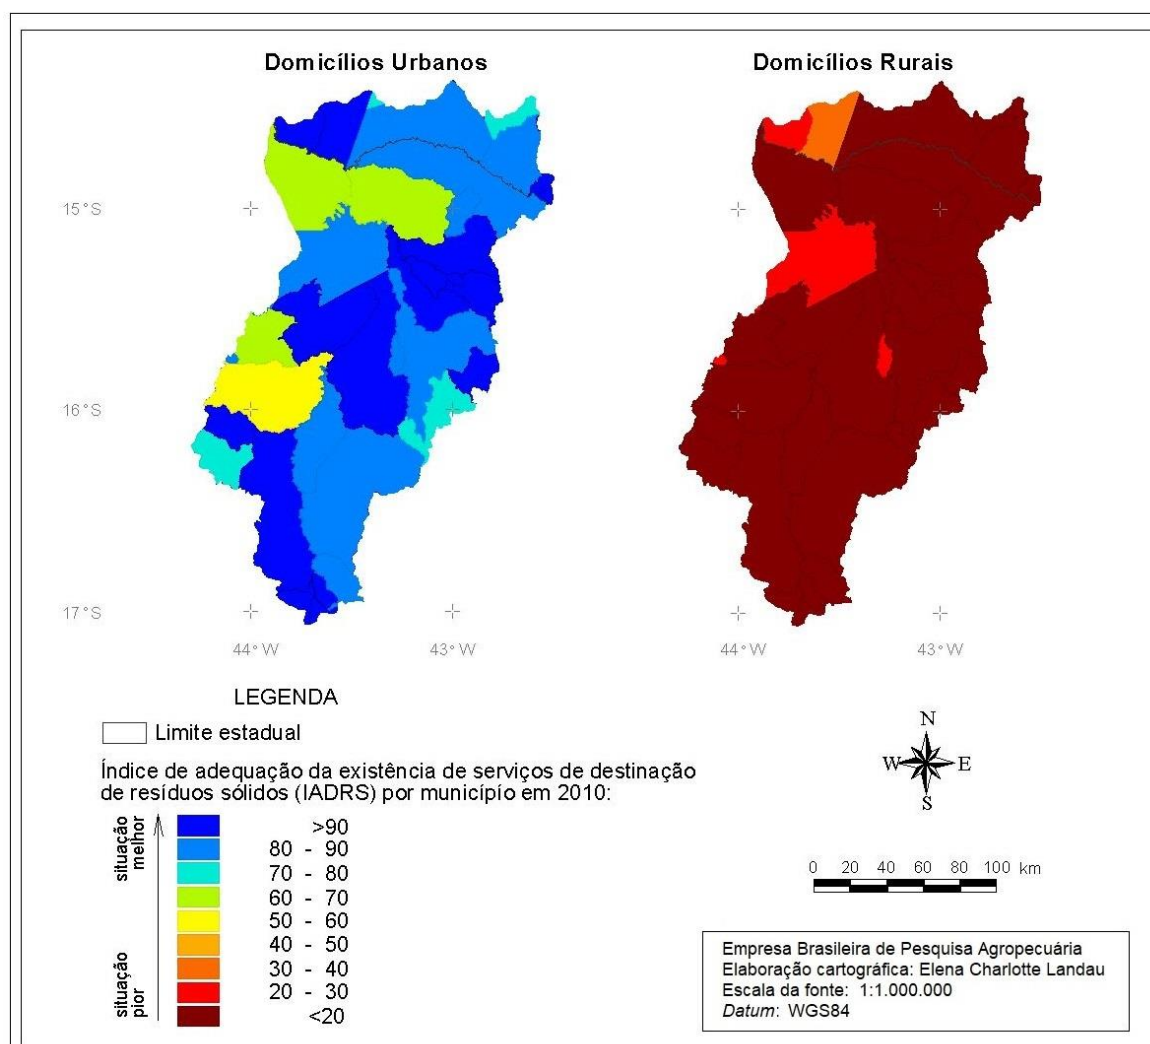 Domicílios Urbanos
Domicílios Rurais
15°S
16°S
17°S
44°W
43°W
44°W
43°W
LEGENDA
Limite estadual
Índice de adequação da existência de serviços de destinação
de resíduos sólidos (IADRS) por município em 2010:
situação
melhor
situação
pior
>90
80 - 90
70 - 80
60 - 70
50 - 60
40 - 50
30 - 40
20 - 30
<20
N
W
E
S
0 20 40 60 80 100 km
Empresa Brasileira de Pesquisa Agropecuária
Elaboração cartográfica: Elena Charlotte Landau
Escala da fonte: 1:1.000.000
Datum: WGS84